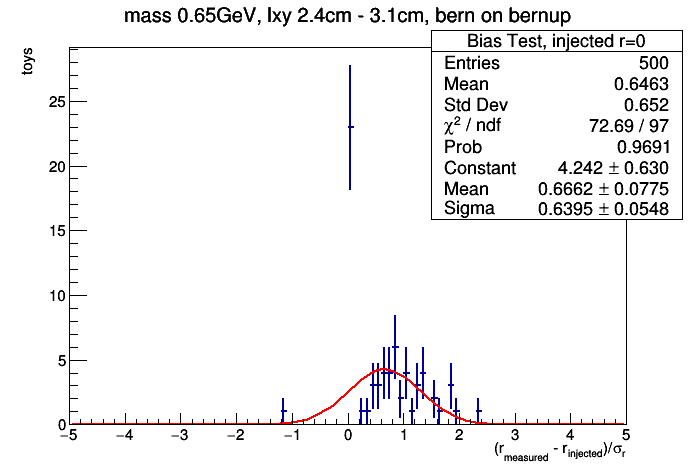 mass 0.65GeV, lxy 2.4cm - 3.1cm, bern on bernup
toys
Bias Test, injected r=0
Entries 500
Mean 0.6463
Std Dev 0.652
χ² / ndf 72.69 / 97
Prob 0.9691
Constant 4.242 ± 0.630
Mean 0.6662 ± 0.0775
Sigma 0.6395 ± 0.0548
25
20
15
10
5
0
−5 −4 −3 −2 −1 0 1 2 3 4 5
(r_measured - r_injected)/σ_r